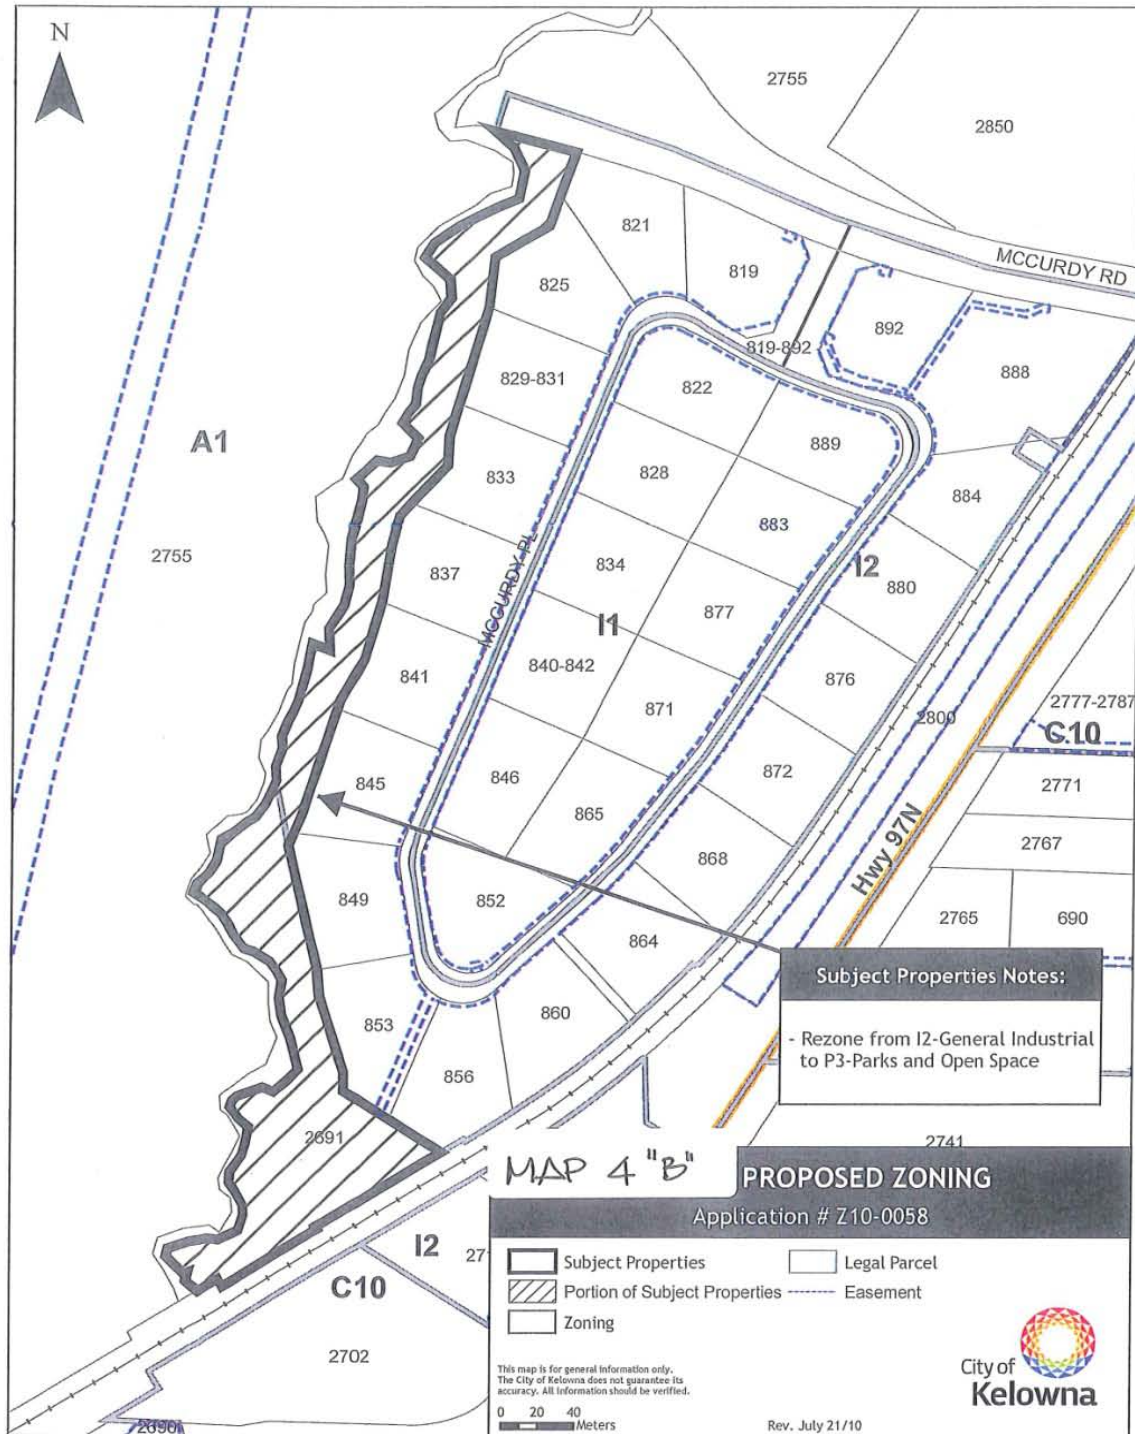 N
2755
2850
MCCURDY RD
821
819
825
892
819-892
888
829-831
822
889
A1
833
828
884
883
2755
MCCURDY PL
I2
837
834
880
877
I1
840-842
841
876
871
2777-2787
2800
C10
846
872
845
2771
865
Hwy 97N
2767
868
849
852
2765
690
864
Subject Properties Notes:
860
853
- Rezone from I2-General Industrial
to P3-Parks and Open Space
856
2691
2741
MAP 4 "B"
PROPOSED ZONING
Application # Z10-0058
I2
C10
Subject Properties
Legal Parcel
Portion of Subject Properties
Easement
Zoning
2702
This map is for general information only.
The City of Kelowna does not guarantee its
accuracy. All information should be verified.
City of
Kelowna
0 20 40
Meters
Rev. July 21/10
2690